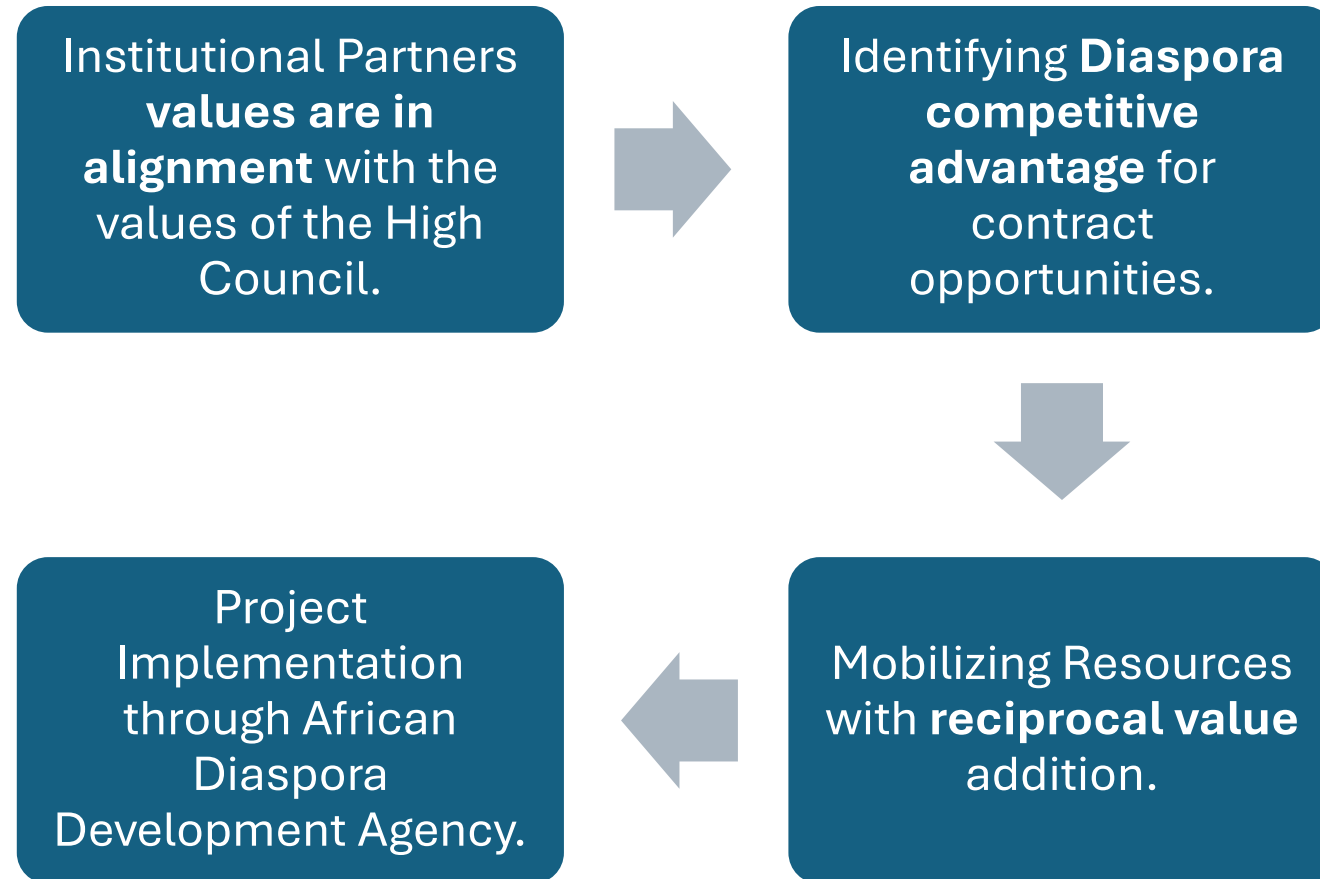 Institutional Partners
values are in
alignment with the
values of the High
Council.
Identifying Diaspora
competitive
advantage for
contract
opportunities.
Mobilizing Resources
with reciprocal value
addition.
Project
Implementation
through African
Diaspora
Development Agency.